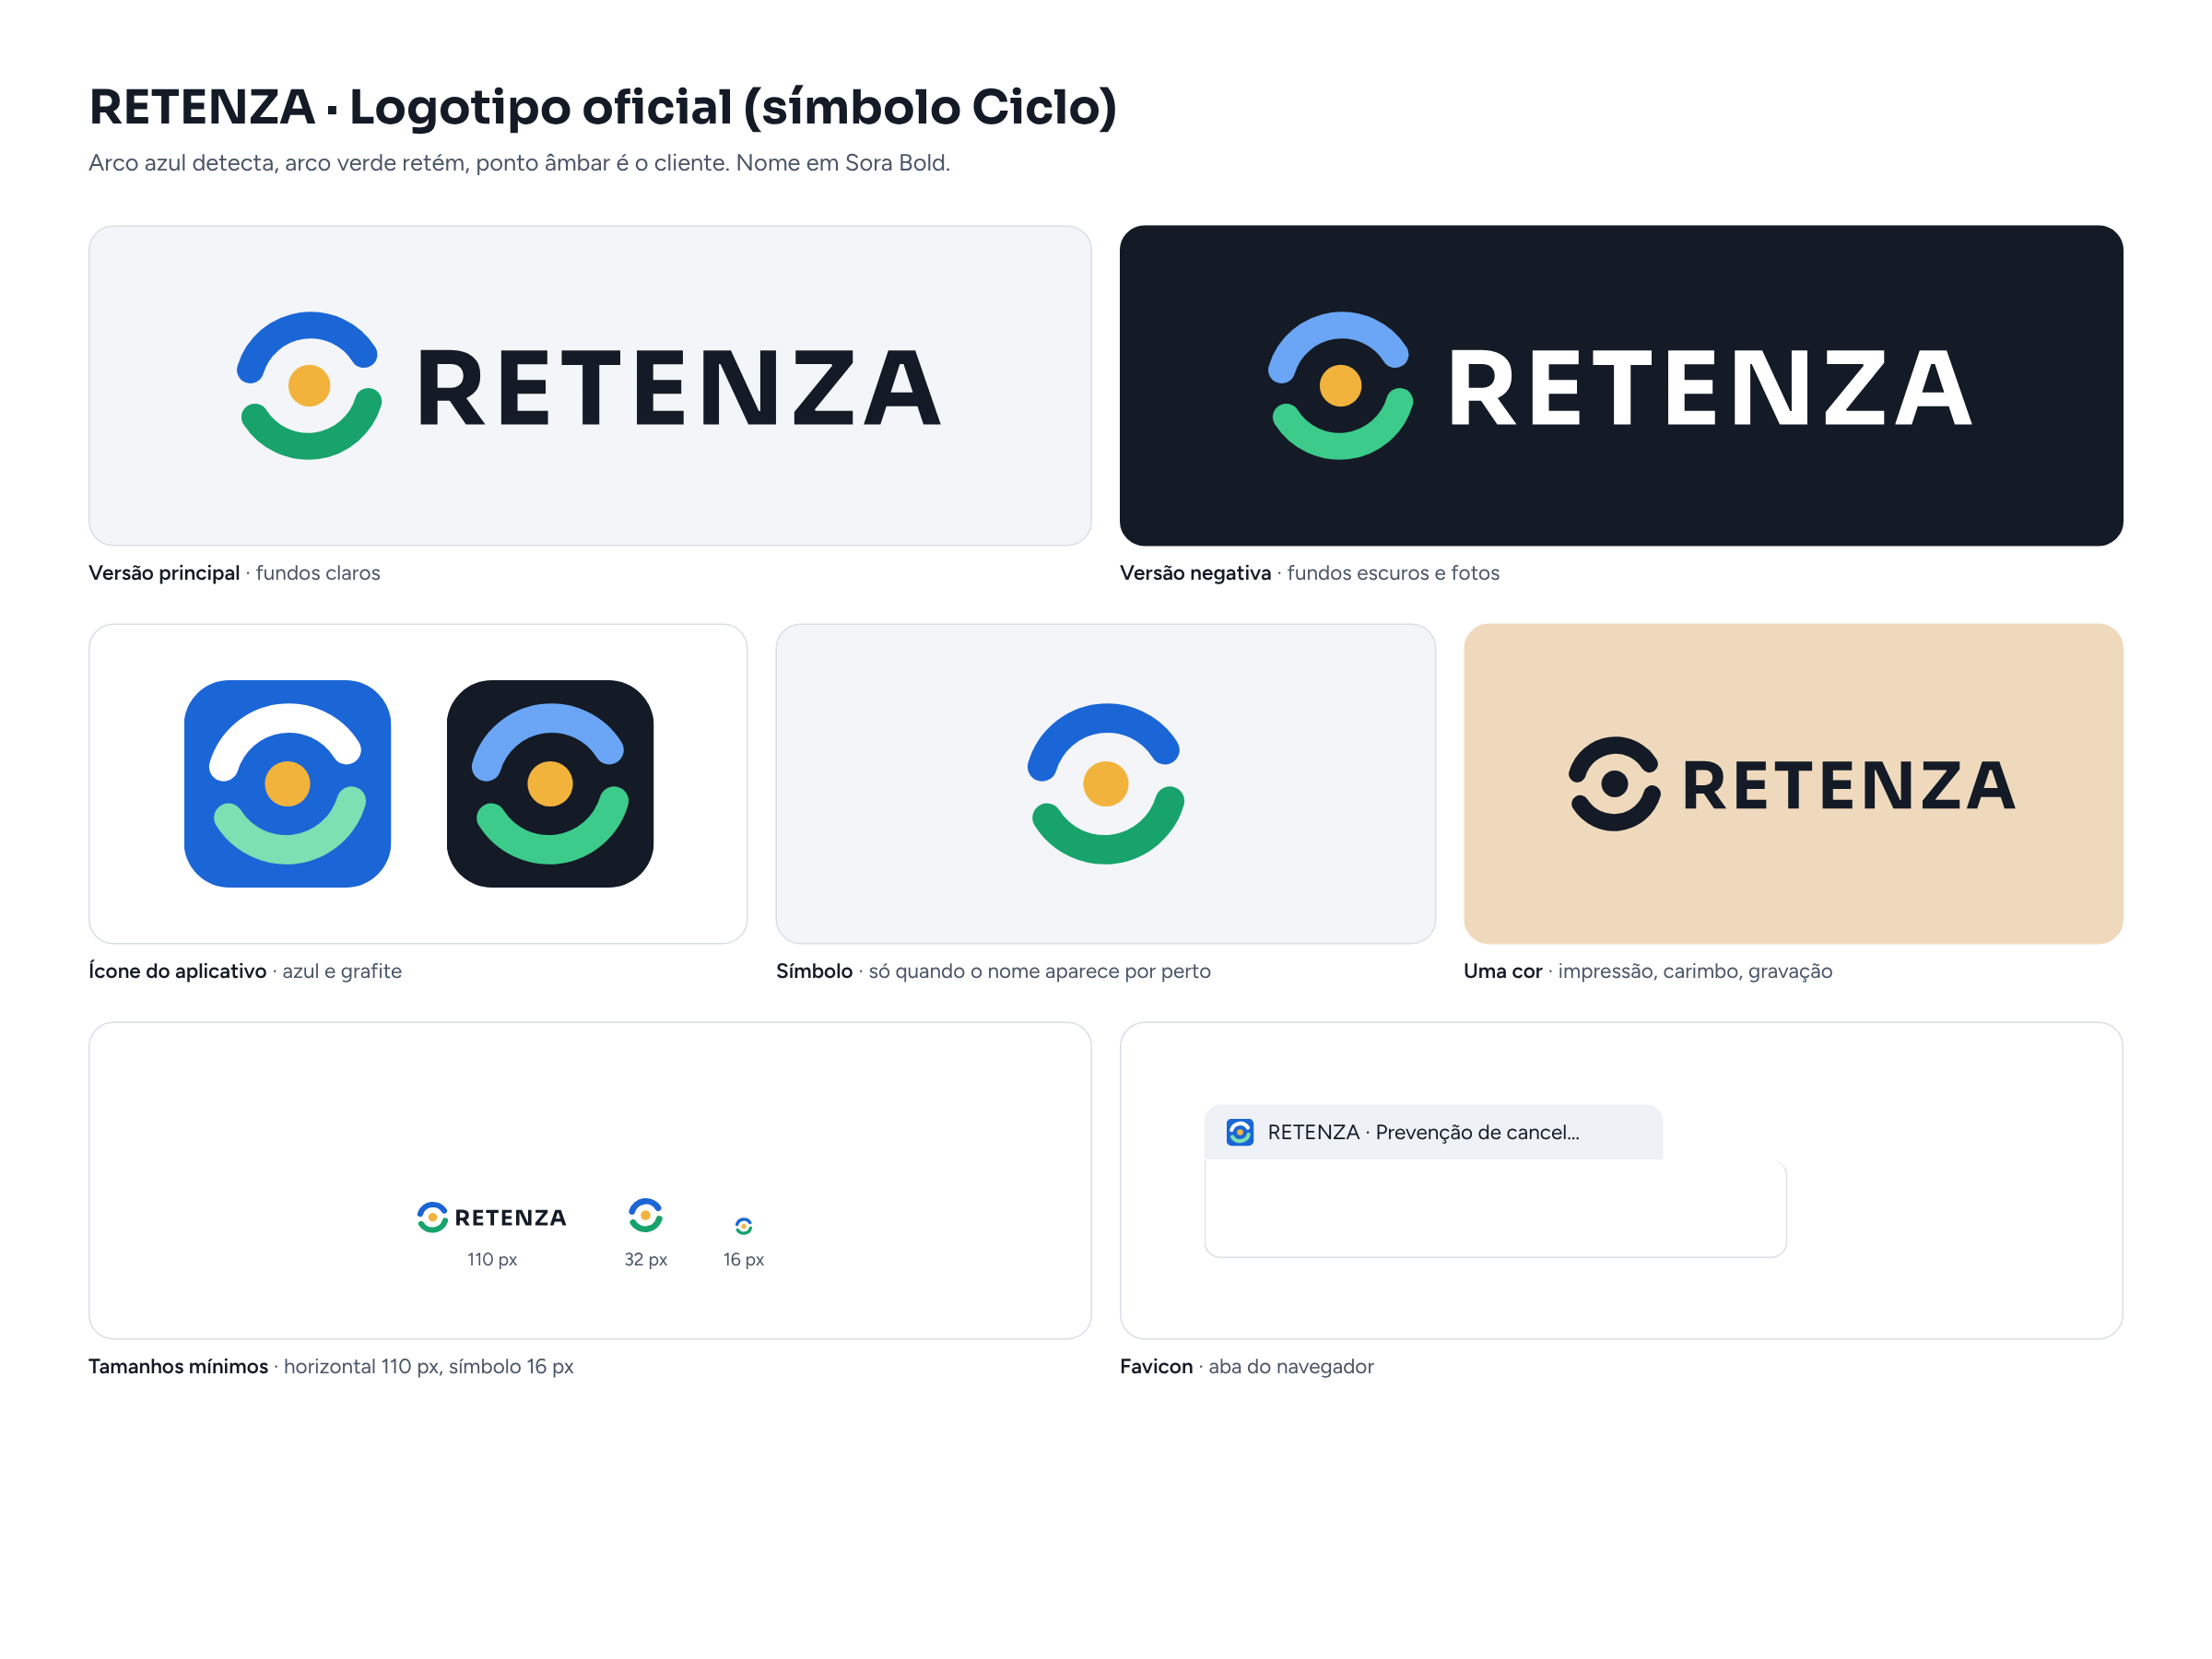 RETENZA · Logotipo oficial (símbolo Ciclo)
Arco azul detecta, arco verde retém, ponto âmbar é o cliente. Nome em Sora Bold.
RETENZA
RETENZA
Versão principal · fundos claros
Versão negativa · fundos escuros e fotos
RETENZA
Ícone do aplicativo · azul e grafite
Símbolo · só quando o nome aparece por perto
Uma cor · impressão, carimbo, gravação
RETENZA · Prevenção de cancel...
RETENZA
110 px
32 px
16 px
Tamanhos mínimos · horizontal 110 px, símbolo 16 px
Favicon · aba do navegador